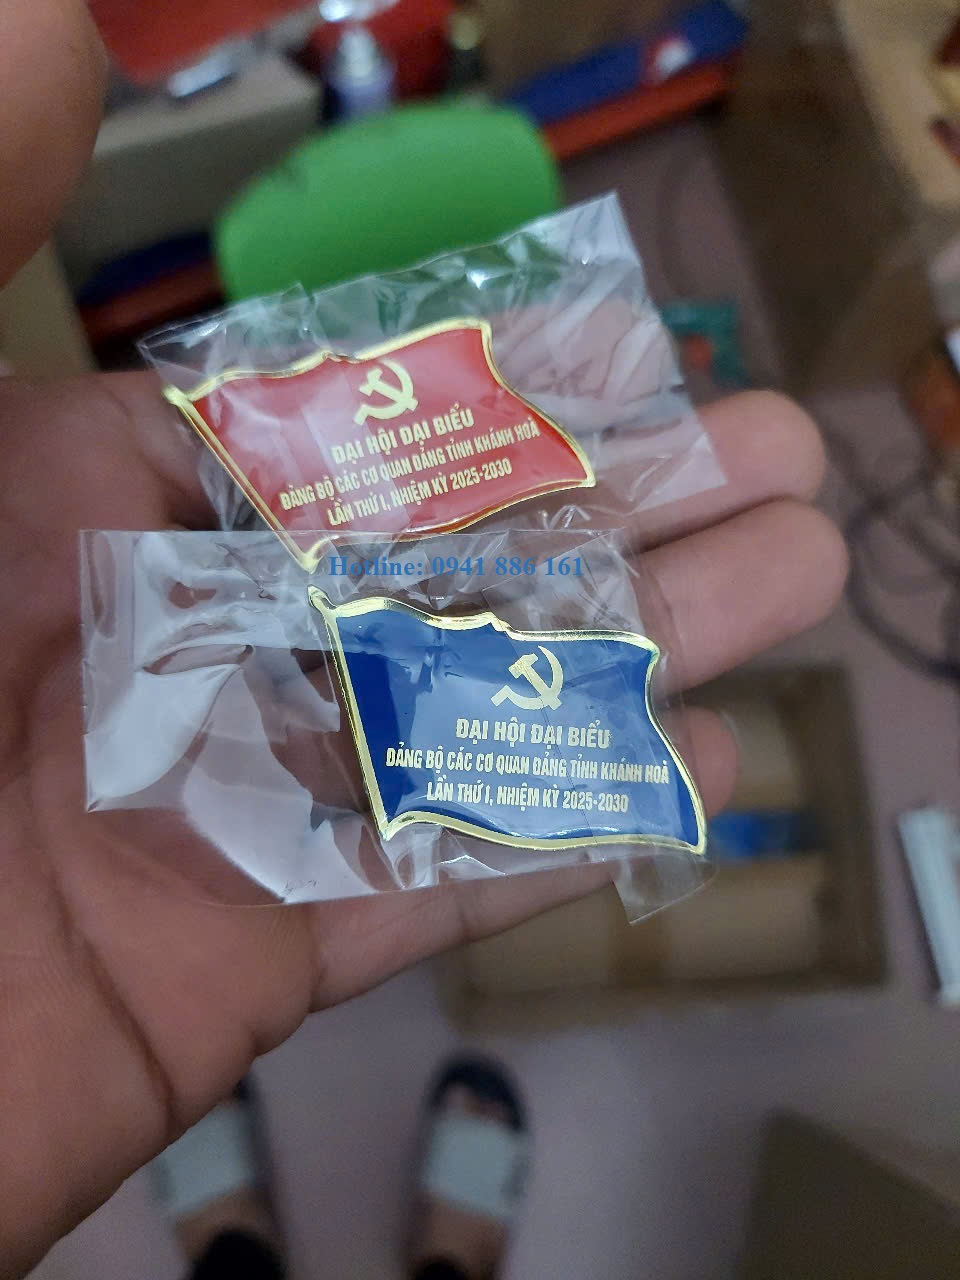 ĐẠI HỘI ĐẠI BIỂU
ĐẢNG BỘ CÁC CƠ QUAN ĐẢNG TỈNH KHÁNH HOÀ
LẦN THỨ I, NHIỆM KỲ 2025-2030
Hotline: 0941 886 161
ĐẠI HỘI ĐẠI BIỂU
ĐẢNG BỘ CÁC CƠ QUAN ĐẢNG TỈNH KHÁNH HOÀ
LẦN THỨ I, NHIỆM KỲ 2025-2030